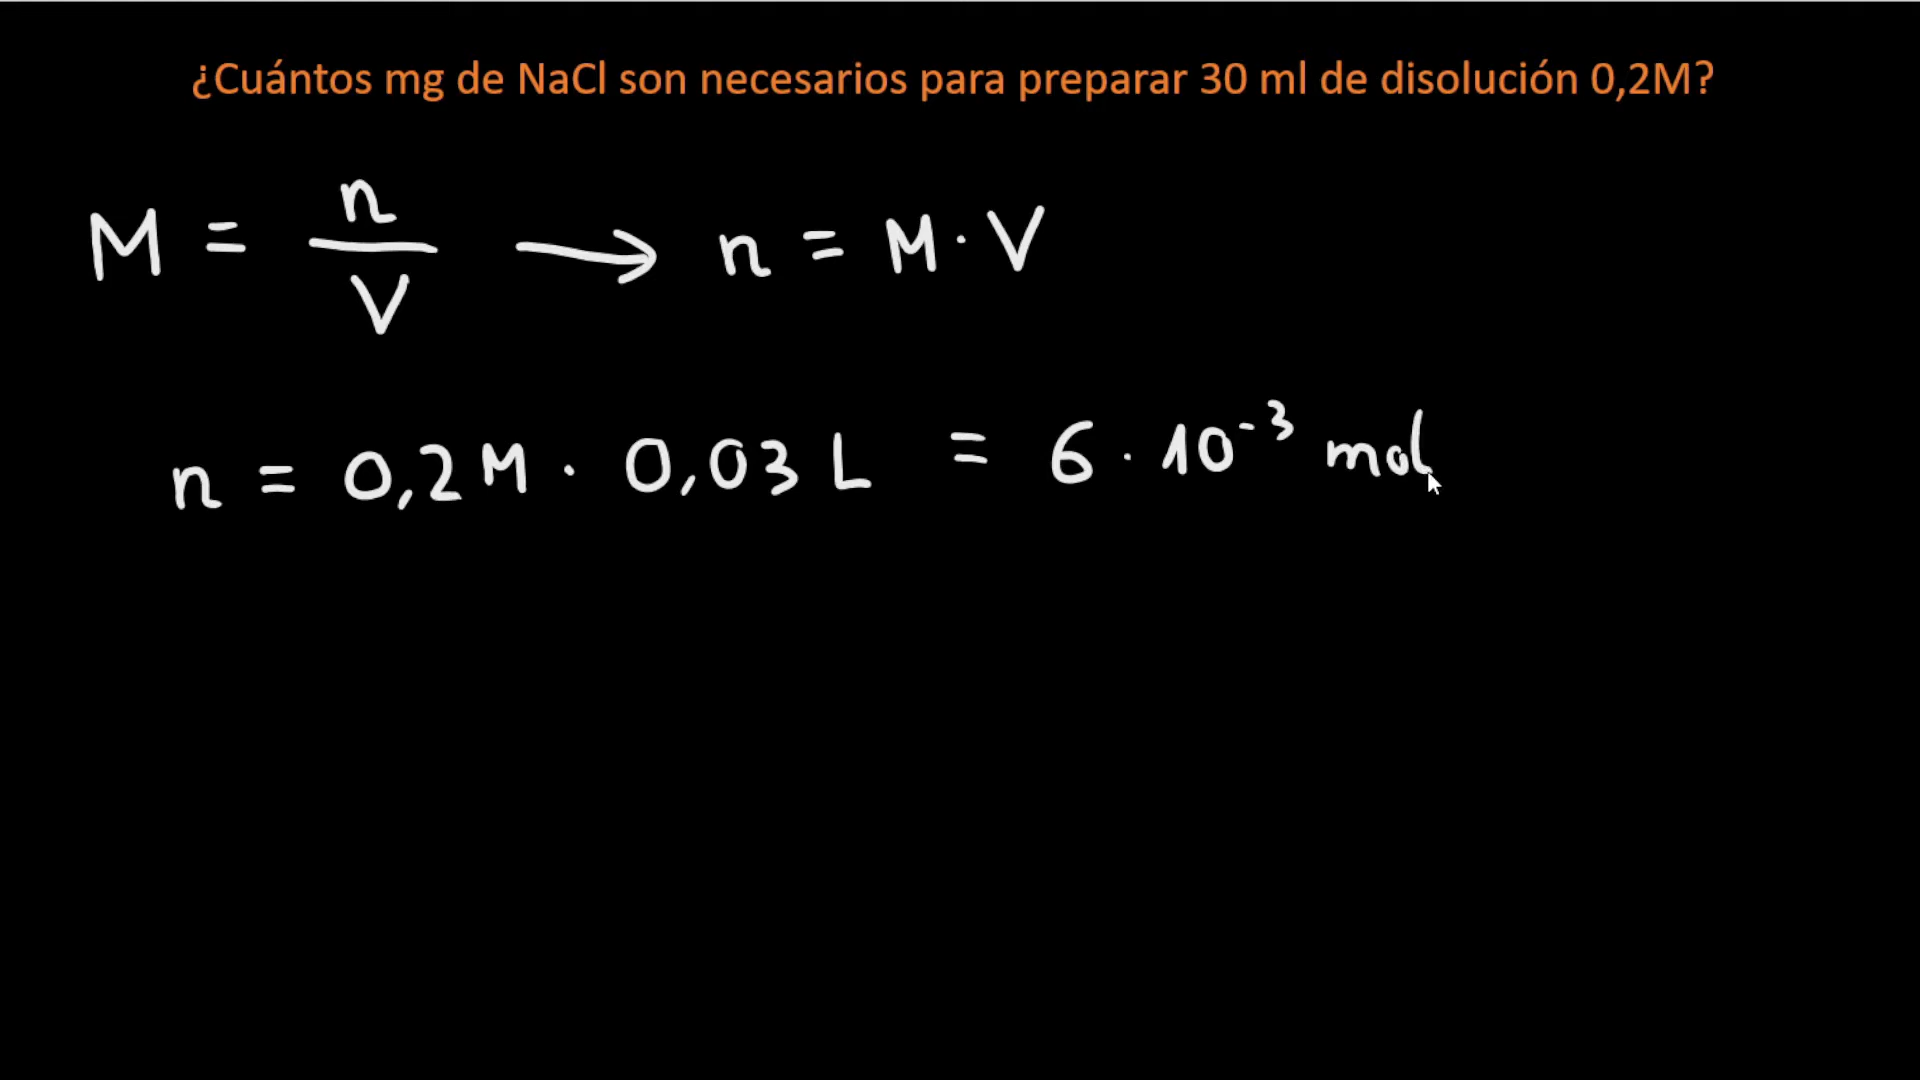 ¿Cuántos mg de NaCl son necesarios para preparar 30 ml de disolución 0,2M?
M = n/V → n = M · V
n = 0,2 M · 0,03 L = 6 · 10⁻³ mol